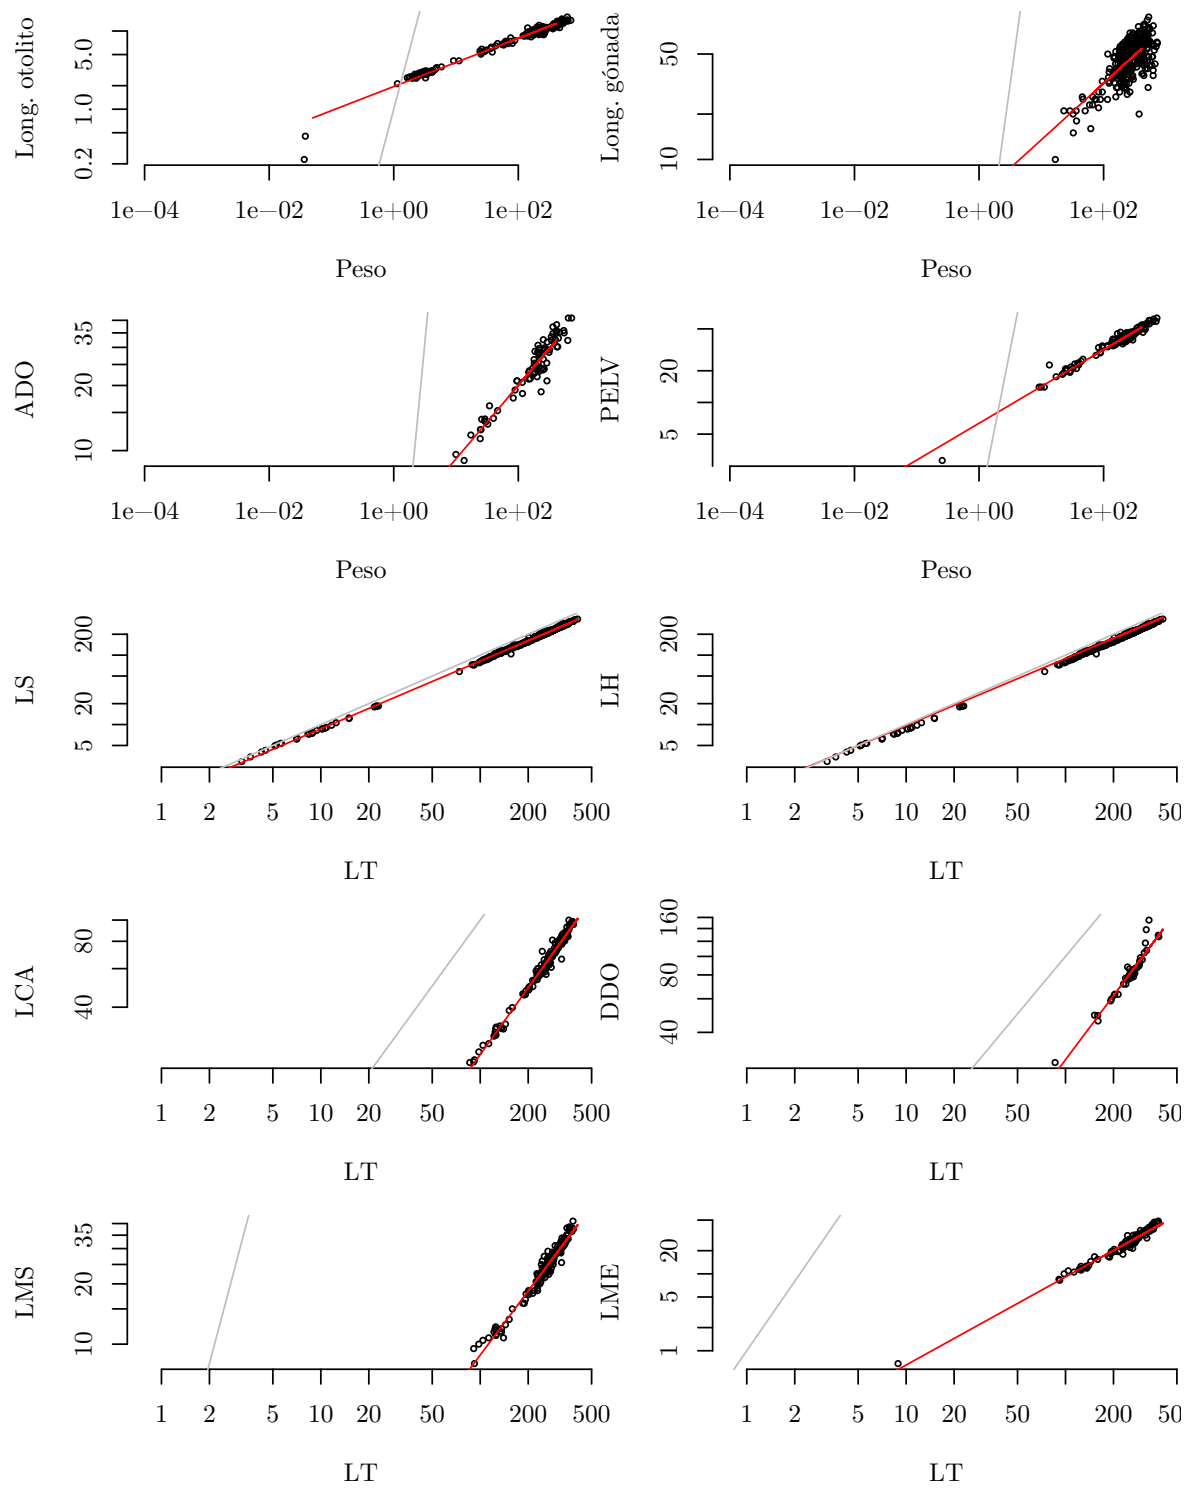 Long. otolito
0.2 1.0 5.0
1e−04 1e−02 1e+00 1e+02
Peso
Long. gónada
10 50
1e−04 1e−02 1e+00 1e+02
Peso
ADO
10 20 35
1e−04 1e−02 1e+00 1e+02
Peso
PELV
5 20
1e−04 1e−02 1e+00 1e+02
Peso
LS
5 20 200
1 2 5 10 20 50 200 500
LT
LH
5 20 200
1 2 5 10 20 50 200 50
LT
LCA
40 80
1 2 5 10 20 50 200 500
LT
DDO
40 80 160
1 2 5 10 20 50 200 50
LT
LMS
10 20 35
1 2 5 10 20 50 200 500
LT
LME
1 5 20
1 2 5 10 20 50 200 50
LT